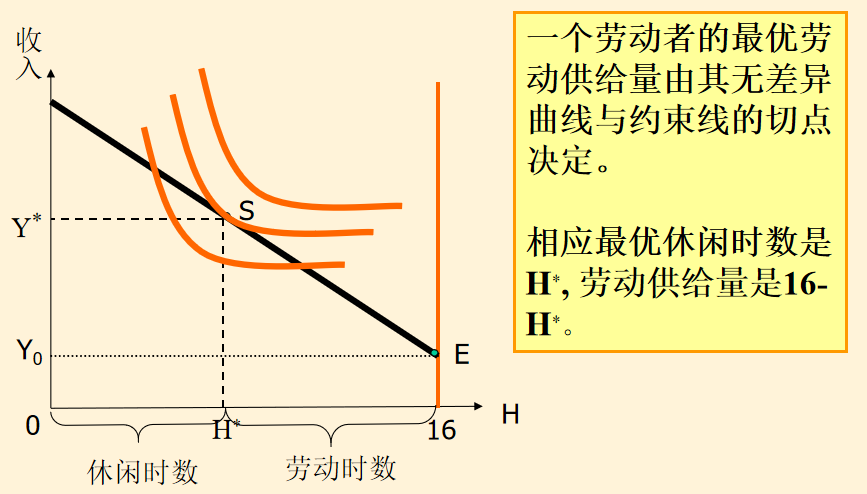 收
入
一个劳动者的最优劳
动供给量由其无差异
曲线与约束线的切点
决定。
相应最优休闲时数是
H*, 劳动供给量是16-
H*。
S
Y*
Y₀
E
0
H*
16
H
休闲时数
劳动时数